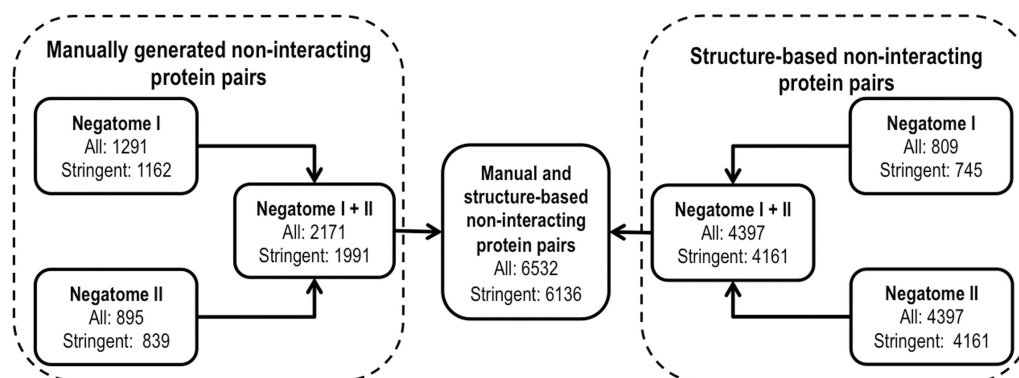 Manually generated non-interacting
protein pairs
Negatome I
All: 1291
Stringent: 1162
Negatome I + II
All: 2171
Stringent: 1991
Negatome II
All: 895
Stringent: 839
Manual and
structure-based
non-interacting
protein pairs
All: 6532
Stringent: 6136
Structure-based non-interacting
protein pairs
Negatome I
All: 809
Stringent: 745
Negatome I + II
All: 4397
Stringent: 4161
Negatome II
All: 4397
Stringent: 4161